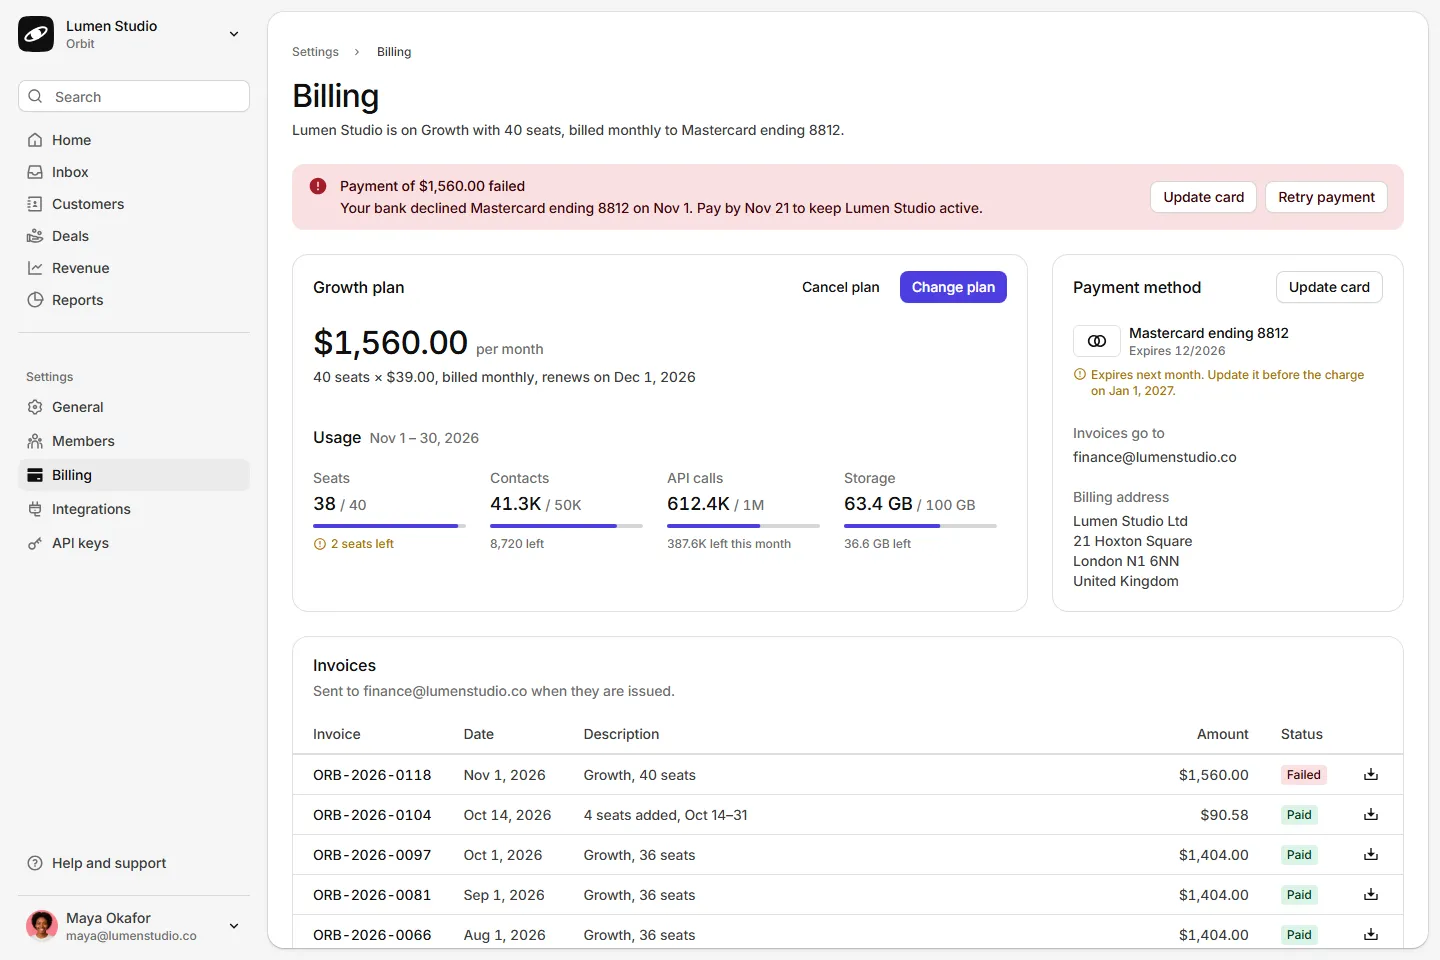 Lumen Studio
Orbit
Search
Home
Inbox
Customers
Deals
Revenue
Reports
Settings
General
Members
Billing
Integrations
API keys
Help and support
Maya Okafor
maya@lumenstudio.co
Settings › Billing
Billing
Lumen Studio is on Growth with 40 seats, billed monthly to Mastercard ending 8812.
Payment of $1,560.00 failed
Your bank declined Mastercard ending 8812 on Nov 1. Pay by Nov 21 to keep Lumen Studio active.
Update card
Retry payment
Growth plan
Cancel plan
Change plan
$1,560.00 per month
40 seats × $39.00, billed monthly, renews on Dec 1, 2026
Usage Nov 1 – 30, 2026
Seats
38 / 40
2 seats left
Contacts
41.3K / 50K
8,720 left
API calls
612.4K / 1M
387.6K left this month
Storage
63.4 GB / 100 GB
36.6 GB left
Payment method
Update card
Mastercard ending 8812
Expires 12/2026
Expires next month. Update it before the charge
on Jan 1, 2027.
Invoices go to
finance@lumenstudio.co
Billing address
Lumen Studio Ltd
21 Hoxton Square
London N1 6NN
United Kingdom
Invoices
Sent to finance@lumenstudio.co when they are issued.
Invoice Date Description Amount Status
ORB-2026-0118 Nov 1, 2026 Growth, 40 seats $1,560.00 Failed
ORB-2026-0104 Oct 14, 2026 4 seats added, Oct 14–31 $90.58 Paid
ORB-2026-0097 Oct 1, 2026 Growth, 36 seats $1,404.00 Paid
ORB-2026-0081 Sep 1, 2026 Growth, 36 seats $1,404.00 Paid
ORB-2026-0066 Aug 1, 2026 Growth, 36 seats $1,404.00 Paid